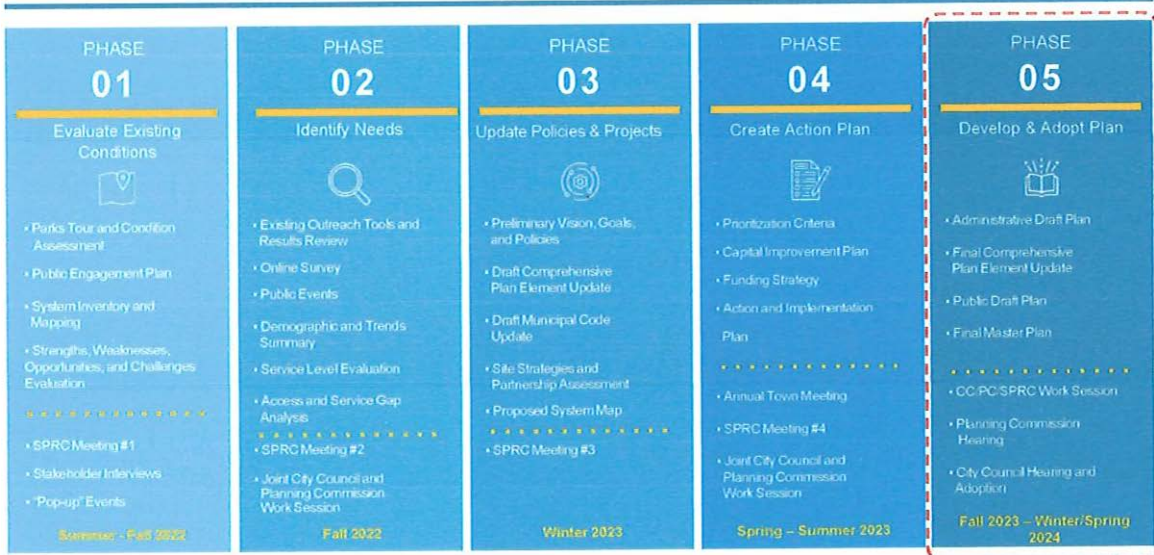 PHASE
01
Evaluate Existing
Conditions
• Parks Tour and Condition
Assessment
• Public Engagement Plan
• System Inventory and
Mapping
• Strengths, Weaknesses,
Opportunities, and Challenges
Evaluation
• SPRC Meeting #1
• Stakeholder Interviews
• "Pop-up" Events
Summer - Fall 2022
PHASE
02
Identify Needs
• Existing Outreach Tools and
Results Review
• Online Survey
• Public Events
• Demographic and Trends
Summary
• Service Level Evaluation
• Access and Service Gap
Analysis
• SPRC Meeting #2
• Joint City Council and
Planning Commission
Work Session
Fall 2022
PHASE
03
Update Policies & Projects
• Preliminary Vision, Goals,
and Policies
• Draft Comprehensive
Plan Element Update
• Draft Municipal Code
Update
• Site Strategies and
Partnership Assessment
• Proposed System Map
• SPRC Meeting #3
Winter 2023
PHASE
04
Create Action Plan
• Prioritization Criteria
• Capital Improvement Plan
• Funding Strategy
• Action and Implementation
Plan
• Annual Town Meeting
• SPRC Meeting #4
• Joint City Council and
Planning Commission
Work Session
Spring – Summer 2023
PHASE
05
Develop & Adopt Plan
• Administrative Draft Plan
• Final Comprehensive
Plan Element Update
• Public Draft Plan
• Final Master Plan
• CC/PC/SPRC Work Session
• Planning Commission
Hearing
• City Council Hearing and
Adoption
Fall 2023 – Winter/Spring
2024